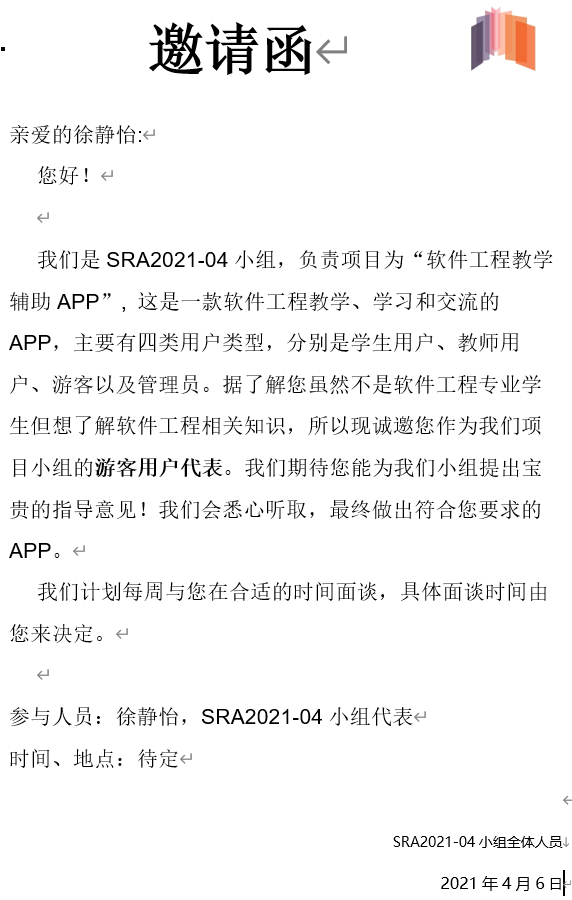 邀请函
亲爱的徐静怡:
您好！
我们是 SRA2021-04 小组，负责项目为“软件工程教学
辅助 APP”, 这是一款软件工程教学、学习和交流的
APP，主要有四类用户类型，分别是学生用户、教师用
户、游客以及管理员。据了解您虽然不是软件工程专业学
生但想了解软件工程相关知识，所以现诚邀您作为我们项
目小组的游客用户代表。我们期待您能为我们小组提出宝
贵的指导意见！我们会悉心听取，最终做出符合您要求的
APP。
我们计划每周与您在合适的时间面谈，具体面谈时间由
您来决定。
参与人员：徐静怡，SRA2021-04 小组代表
时间、地点：待定
SRA2021-04 小组全体人员
2021 年 4 月 6 日